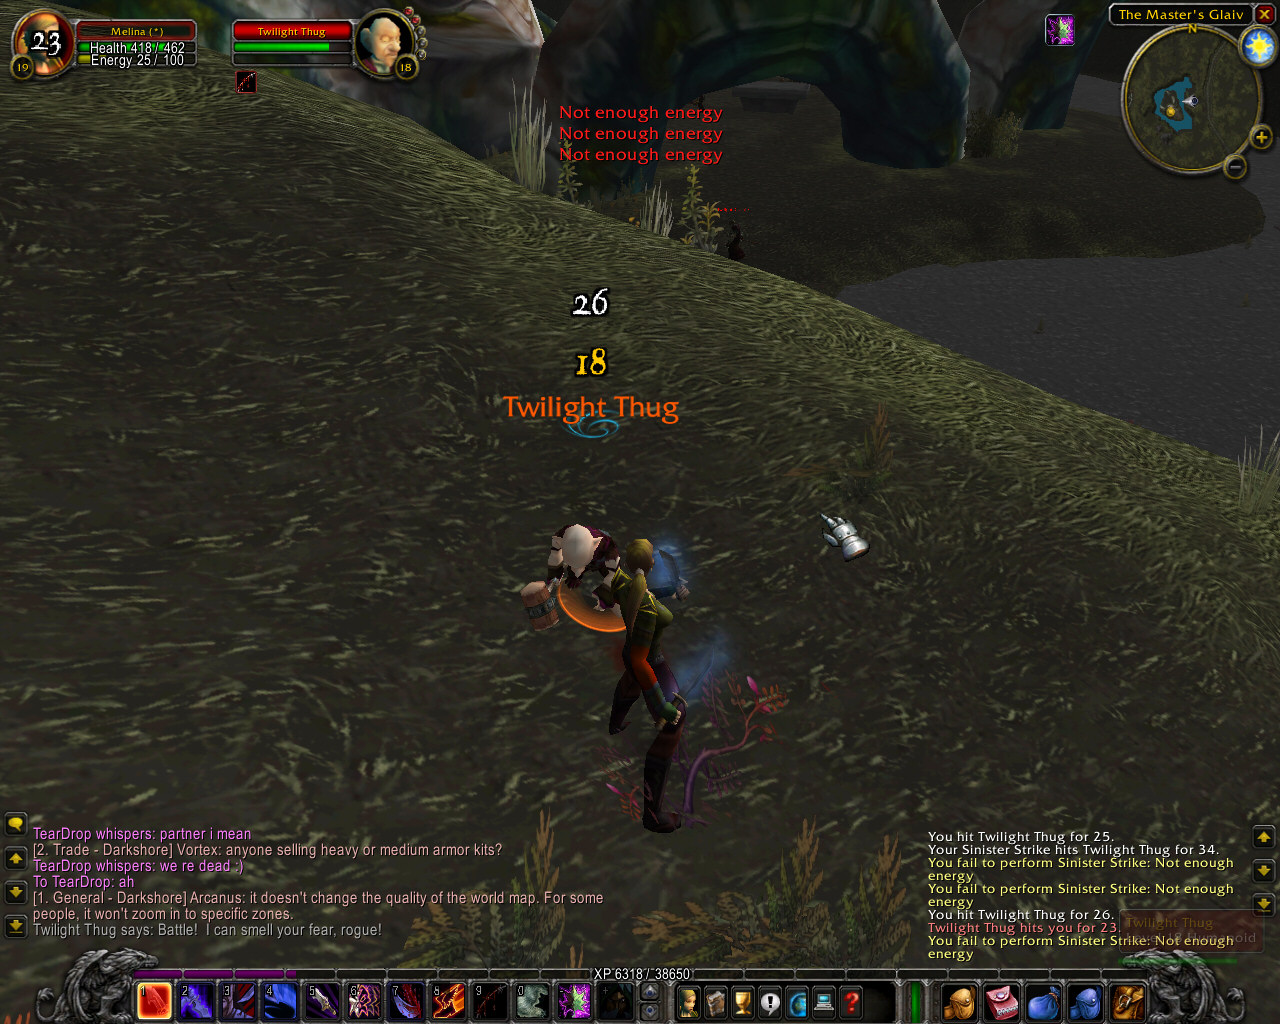 The Master's Glaiv
Melina (*)
Twilight Thug
N
23
Health 418 / 462
Energy 25 / 100
19
18
Not enough energy
Not enough energy
Not enough energy
26
18
Twilight Thug
TearDrop whispers: partner i mean
[2. Trade - Darkshore] Vortex: anyone selling heavy or medium armor kits?
TearDrop whispers: we re dead :)
To TearDrop: ah
[1. General - Darkshore] Arcanus: it doesn't change the quality of the world map. For some
people, it won't zoom in to specific zones.
Twilight Thug says: Battle!  I can smell your fear, rogue!
You hit Twilight Thug for 25.
Your Sinister Strike hits Twilight Thug for 34.
You fail to perform Sinister Strike: Not enough
energy
You fail to perform Sinister Strike: Not enough
energy
You hit Twilight Thug for 26.
Twilight Thug hits you for 23.
You fail to perform Sinister Strike: Not enough
energy
Twilight Thug
XP 6318 / 38650
1 2 3 4 5 6 7 8 9 0 - +